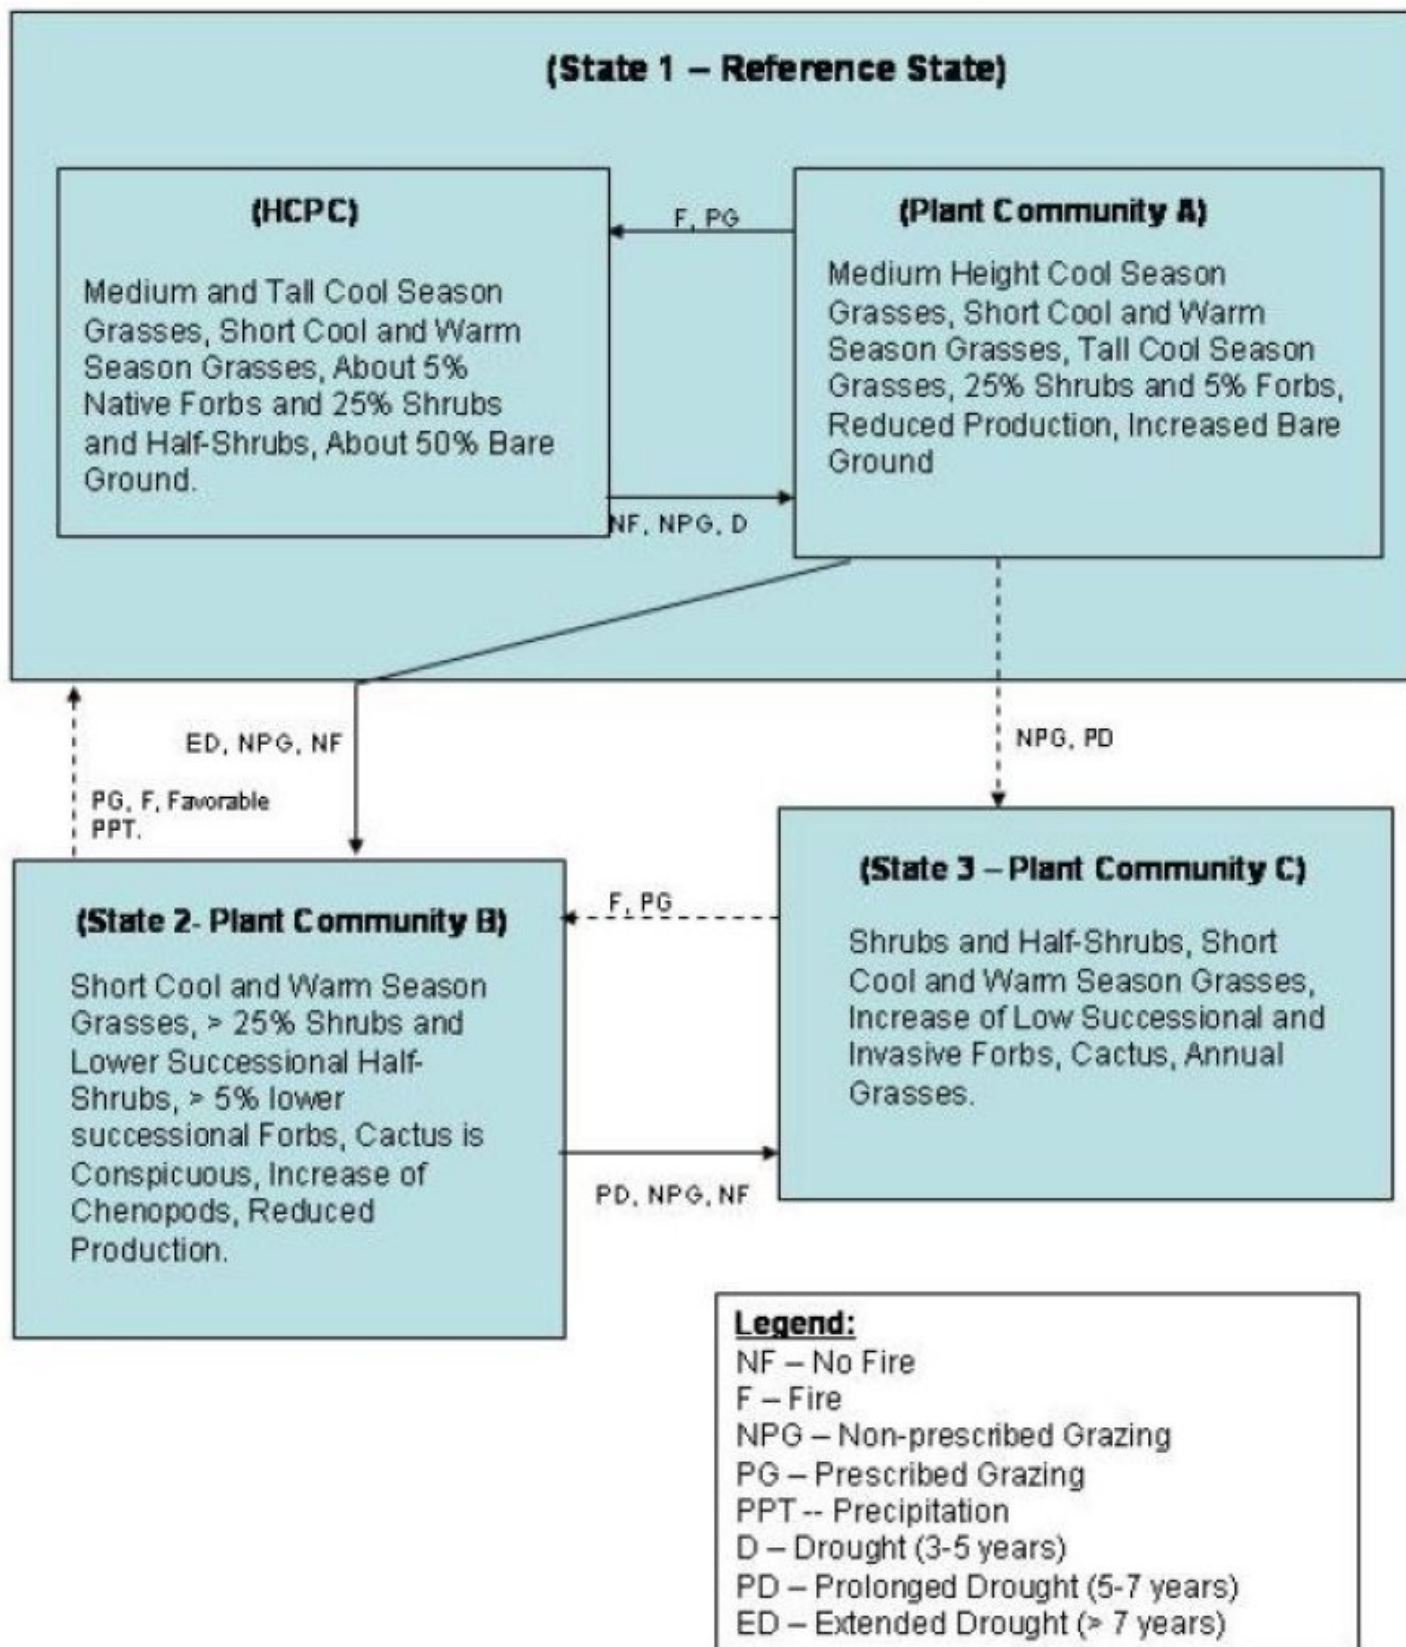 (State 1 – Reference State)
(HCPC)
Medium and Tall Cool Season
Grasses, Short Cool and Warm
Season Grasses, About 5%
Native Forbs and 25% Shrubs
and Half-Shrubs, About 50% Bare
Ground.
F, PG
NF, NPG, D
(Plant Community A)
Medium Height Cool Season
Grasses, Short Cool and Warm
Season Grasses, Tall Cool Season
Grasses, 25% Shrubs and 5% Forbs,
Reduced Production, Increased Bare
Ground
ED, NPG, NF
PG, F, Favorable
PPT.
NPG, PD
(State 2- Plant Community B)
Short Cool and Warm Season
Grasses, > 25% Shrubs and
Lower Successional Half-
Shrubs, > 5% lower
successional Forbs, Cactus is
Conspicuous, Increase of
Chenopods, Reduced
Production.
F, PG
PD, NPG, NF
(State 3 – Plant Community C)
Shrubs and Half-Shrubs, Short
Cool and Warm Season Grasses,
Increase of Low Successional and
Invasive Forbs, Cactus, Annual
Grasses.
Legend:
NF – No Fire
F – Fire
NPG – Non-prescribed Grazing
PG – Prescribed Grazing
PPT -- Precipitation
D – Drought (3-5 years)
PD – Prolonged Drought (5-7 years)
ED – Extended Drought (> 7 years)